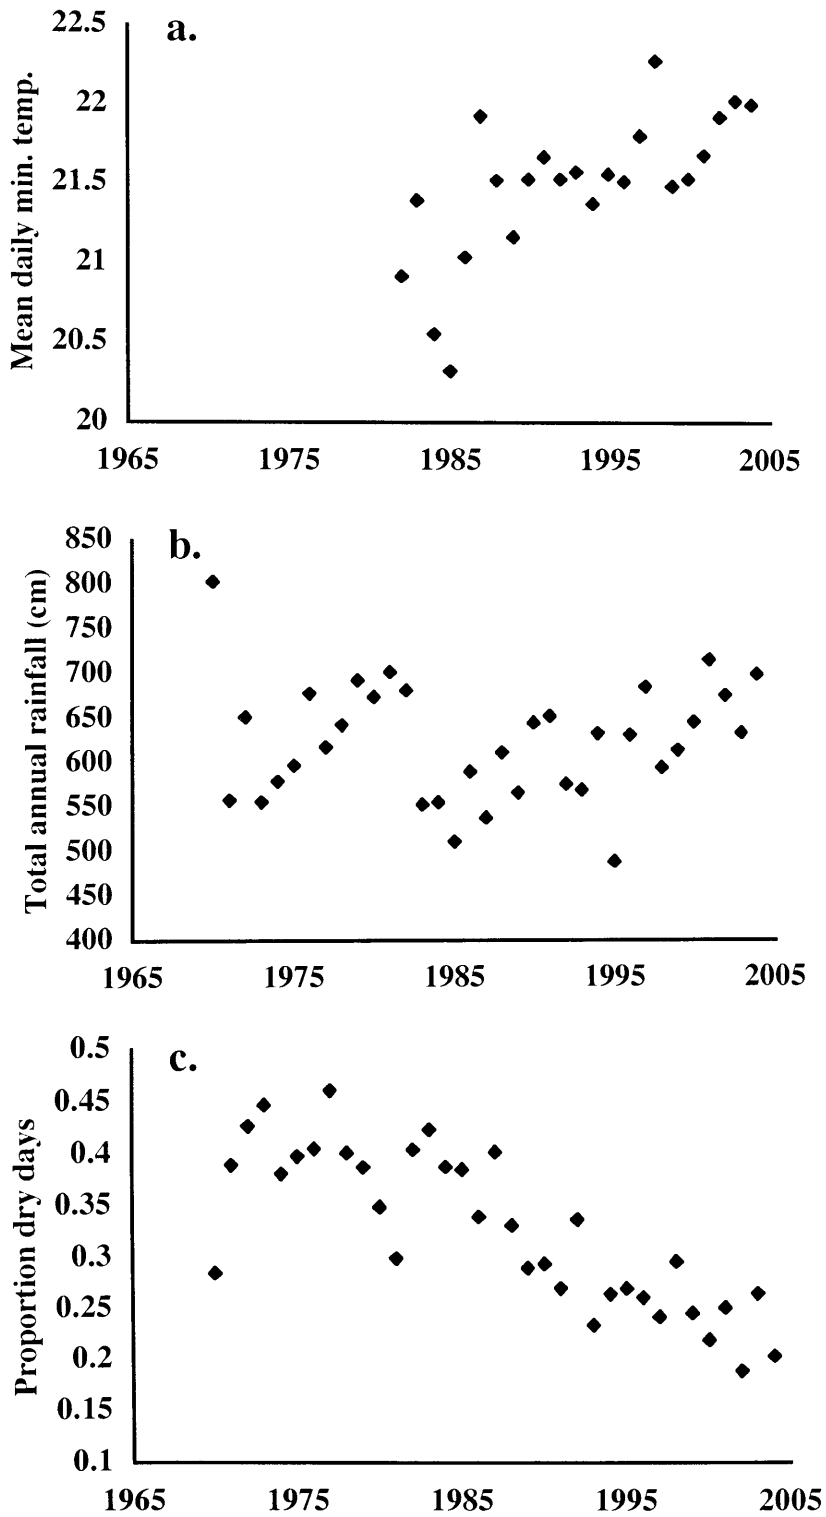 a.
Mean daily min. temp.
22.5
22
21.5
21
20.5
20
1965 1975 1985 1995 2005
b.
Total annual rainfall (cm)
850
800
750
700
650
600
550
500
450
400
1965 1975 1985 1995 2005
c.
Proportion dry days
0.5
0.45
0.4
0.35
0.3
0.25
0.2
0.15
0.1
1965 1975 1985 1995 2005